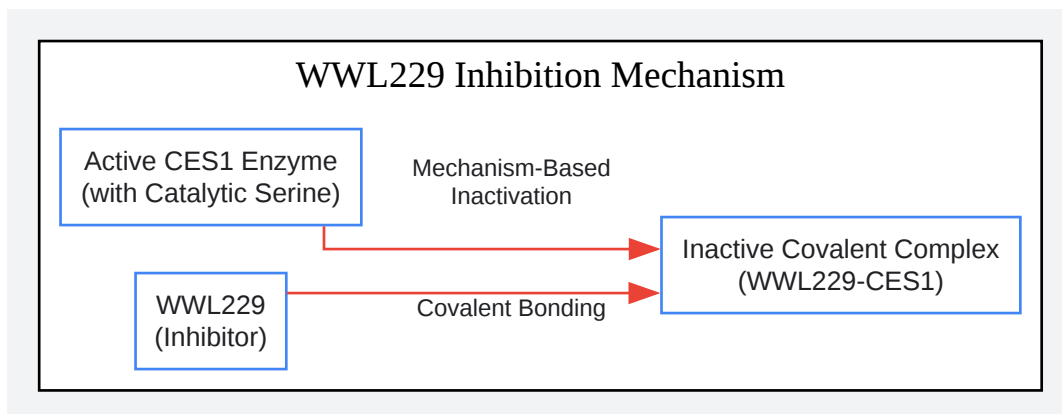 WWL229 Inhibition Mechanism
Active CES1 Enzyme
(with Catalytic Serine)
Mechanism-Based
Inactivation
Inactive Covalent Complex
(WWL229-CES1)
WWL229
(Inhibitor)
Covalent Bonding